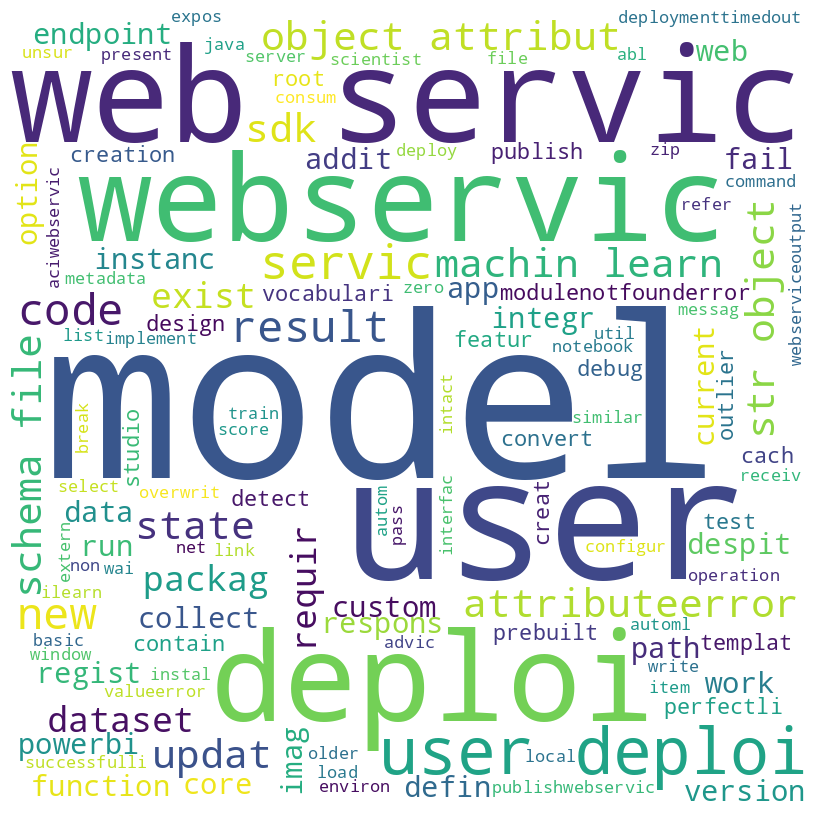 expos
deploymenttimedout
endpoint
object attribut
unsur
present
java
server
scientist
file
abl
web
web servic
root
consum
sdk
creation
addit
deploy
publish
zip
fail
option
aciwebservic
webservic
command
refer
instanc
servic
machin learn
metadata
exist
vocabulari
zero
app
modulenotfounderror
messag
str object
webserviceoutput
code
design
result
integr
util
list
implement
featur
notebook
debug
current
outlier
model
schema file
break
studio
train
score
intact
similar
convert
cach
receiv
select
overwrit
detect
data
state
autom
pass
interfac
creat
user
test
despit
configur
operation
run
net
link
extern
non
wai
ilearn
packag
requir
new
collect
custom
attributeerror
respons
prebuilt
automl
basic
contain
advic
path
templat
window
regist
instal
deploi
write
valueerror
item
work
perfectli
dataset
powerbi
updat
imag
older
user deploi
local
successfulli
load
function
core
environ
defin
publishwebservic
version